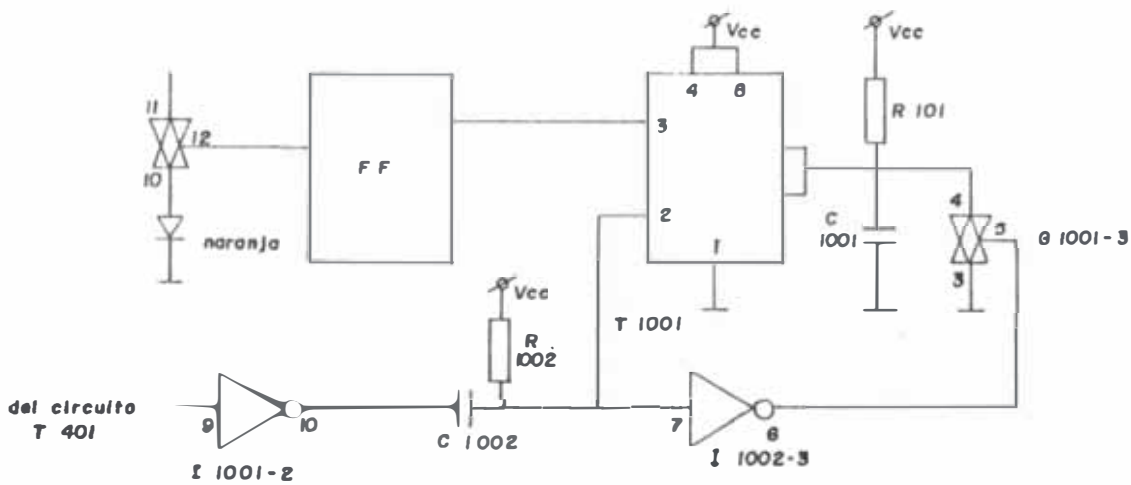 Vcc
Vcc
4 6
11
12
3
R 101
FF
10
2
4
C
1001
5
G 1001-3
naranja
1
3
Vcc
T 1001
R
1002
del circuito
T 401
9
10
C 1002
7
6
I 1002-3
I 1001-2